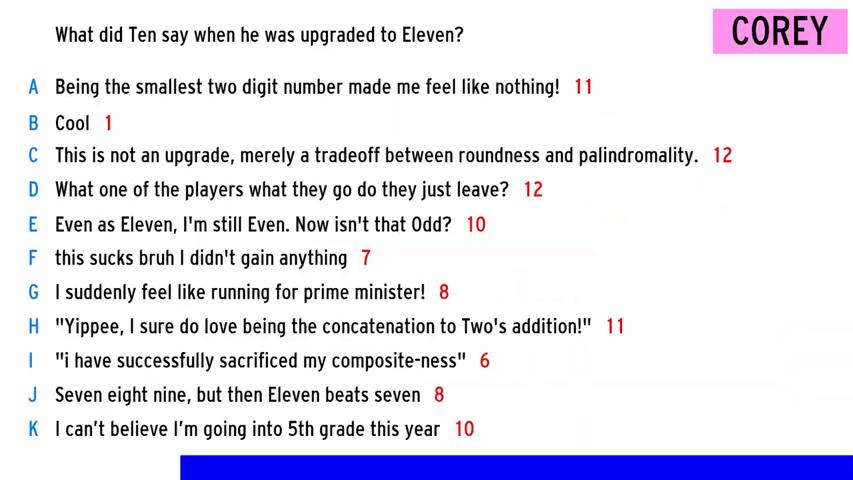 What did Ten say when he was upgraded to Eleven?
COREY
A Being the smallest two digit number made me feel like nothing! 11
B Cool 1
C This is not an upgrade, merely a tradeoff between roundness and palindromality. 12
D What one of the players what they go do they just leave? 12
E Even as Eleven, I'm still Even. Now isn't that Odd? 10
F this sucks bruh I didn't gain anything 7
G I suddenly feel like running for prime minister! 8
H "Yippee, I sure do love being the concatenation to Two's addition!" 11
I "i have successfully sacrificed my composite-ness" 6
J Seven eight nine, but then Eleven beats seven 8
K I can’t believe I’m going into 5th grade this year 10